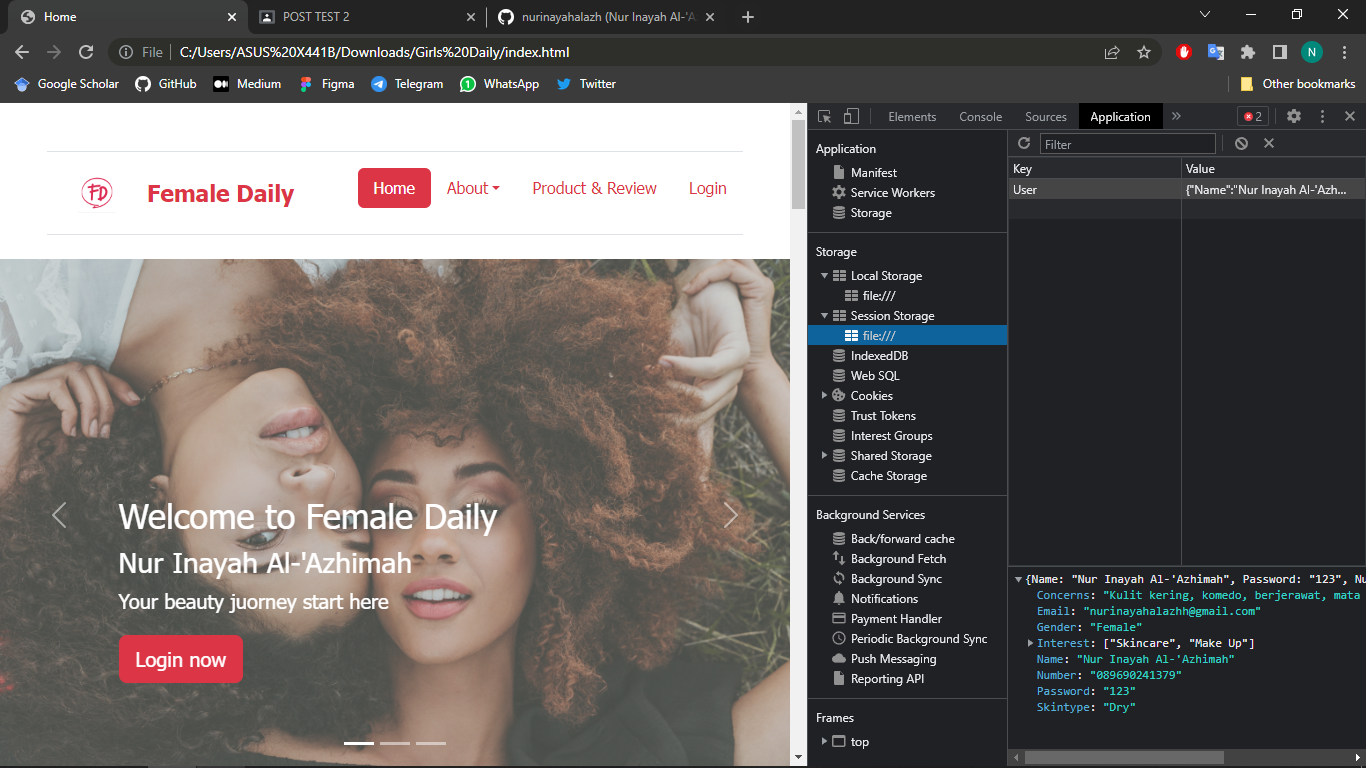 Home
POST TEST 2
nurinayahalazh (Nur Inayah Al-'A
File
C:/Users/ASUS%20X441B/Downloads/Girls%20Daily/index.html
N
Google Scholar
GitHub
Medium
Figma
Telegram
WhatsApp
Twitter
Other bookmarks
FD
Female Daily
Home
About
Product & Review
Login
Welcome to Female Daily
Nur Inayah Al-'Azhimah
Your beauty juorney start here
Login now
Elements
Console
Sources
Application
2
Application
Manifest
Service Workers
Storage
Storage
Local Storage
file:///
Session Storage
file:///
IndexedDB
Web SQL
Cookies
Trust Tokens
Interest Groups
Shared Storage
Cache Storage
Background Services
Back/forward cache
Background Fetch
Background Sync
Notifications
Payment Handler
Periodic Background Sync
Push Messaging
Reporting API
Frames
top
Filter
Key Value
User {"Name":"Nur Inayah Al-'Azh...
{Name: "Nur Inayah Al-'Azhimah", Password: "123", Nu
Concerns: "Kulit kering, komedo, berjerawat, mata
Email: "nurinayahalazhh@gmail.com"
Gender: "Female"
Interest: ["Skincare", "Make Up"]
Name: "Nur Inayah Al-'Azhimah"
Number: "089690241379"
Password: "123"
Skintype: "Dry"